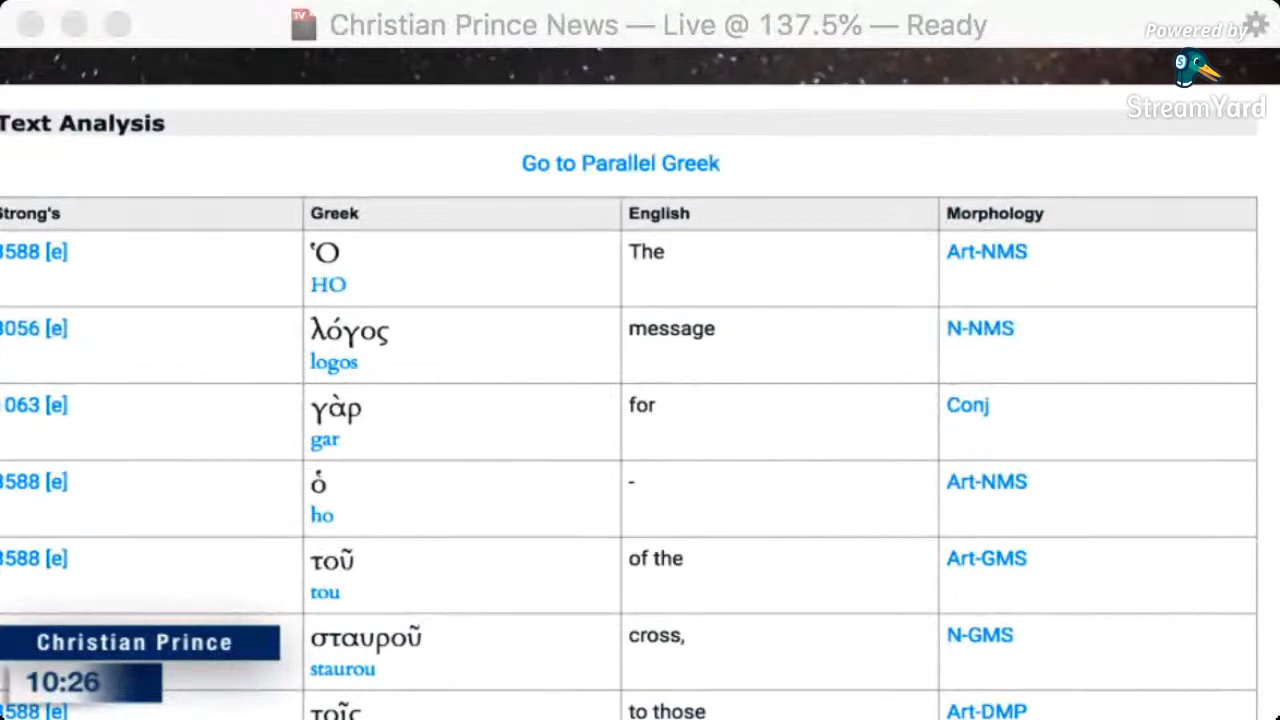 Christian Prince News — Live @ 137.5% — Ready
Powered by
StreamYard
Text Analysis
Go to Parallel Greek
Strong's Greek English Morphology
3588 [e] Ὁ The Art-NMS
HO
3056 [e] λόγος message N-NMS
logos
1063 [e] γὰρ for Conj
gar
3588 [e] ὁ - Art-NMS
ho
3588 [e] τοῦ of the Art-GMS
tou
σταυροῦ cross, N-GMS
staurou
3588 [e] τοῖς to those Art-DMP
Christian Prince
10:26